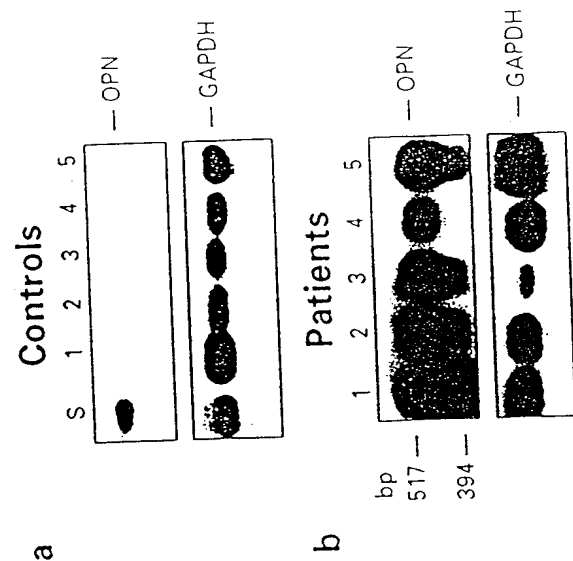 a
Controls
S 1 2 3 4 5
— OPN
— GAPDH
b
Patients
1 2 3 4 5
bp
517 —
394 —
— OPN
— GAPDH